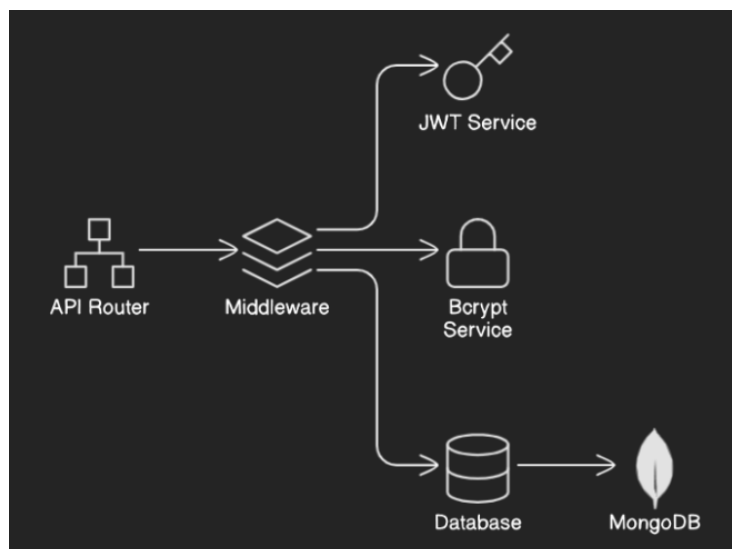 JWT Service
API Router
Middleware
Bcrypt
Service
Database
MongoDB